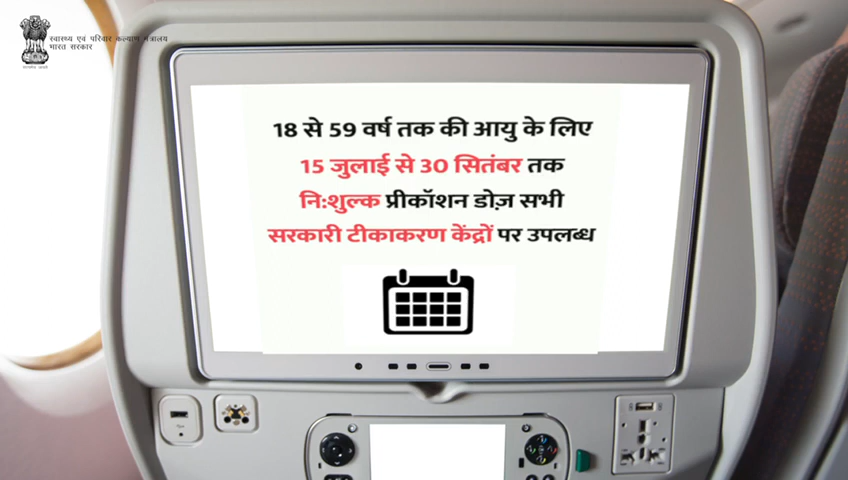 स्वास्थ्य एवं परिवार कल्याण मंत्रालय
भारत सरकार
18 से 59 वर्ष तक की आयु के लिए
15 जुलाई से 30 सितंबर तक
नि:शुल्क प्रीकॉशन डोज़ सभी
सरकारी टीकाकरण केंद्रों पर उपलब्ध